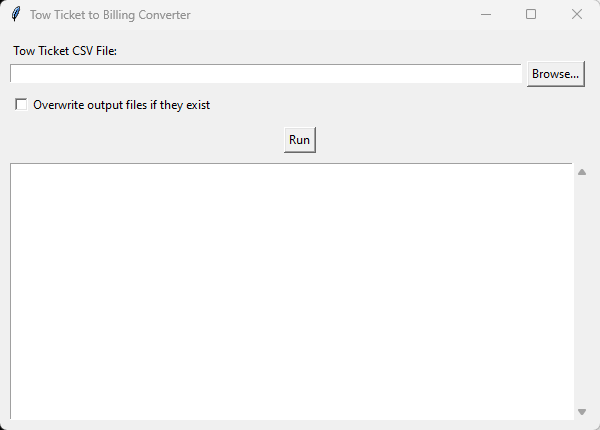 Tow Ticket to Billing Converter
Tow Ticket CSV File:
Browse...
Overwrite output files if they exist
Run